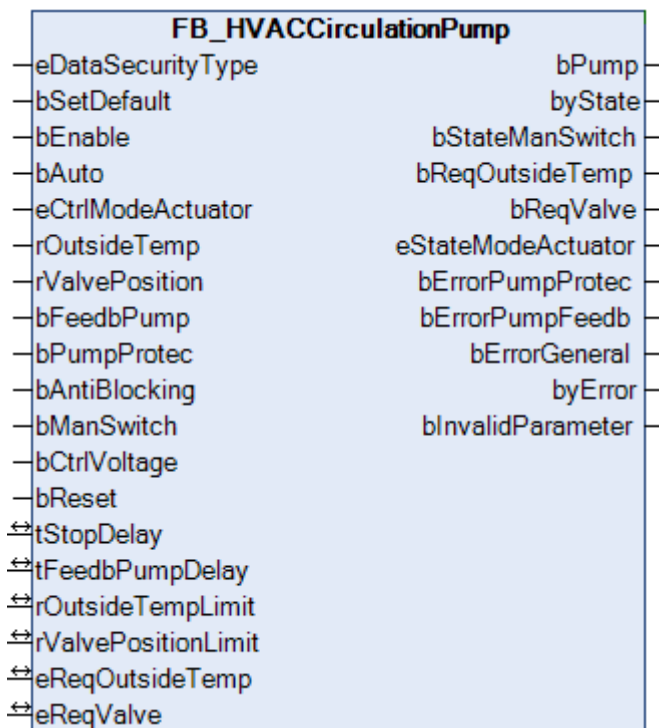 FB_HVACCirculationPump
eDataSecurityType bPump
bSetDefault byState
bEnable bStateManSwitch
bAuto bReqOutsideTemp
eCtrlModeActuator bReqValve
rOutsideTemp eStateModeActuator
rValvePosition bErrorPumpProtec
bFeedbPump bErrorPumpFeedb
bPumpProtec bErrorGeneral
bAntiBlocking byError
bManSwitch bInvalidParameter
bCtrlVoltage
bReset
tStopDelay
tFeedbPumpDelay
rOutsideTempLimit
rValvePositionLimit
eReqOutsideTemp
eReqValve